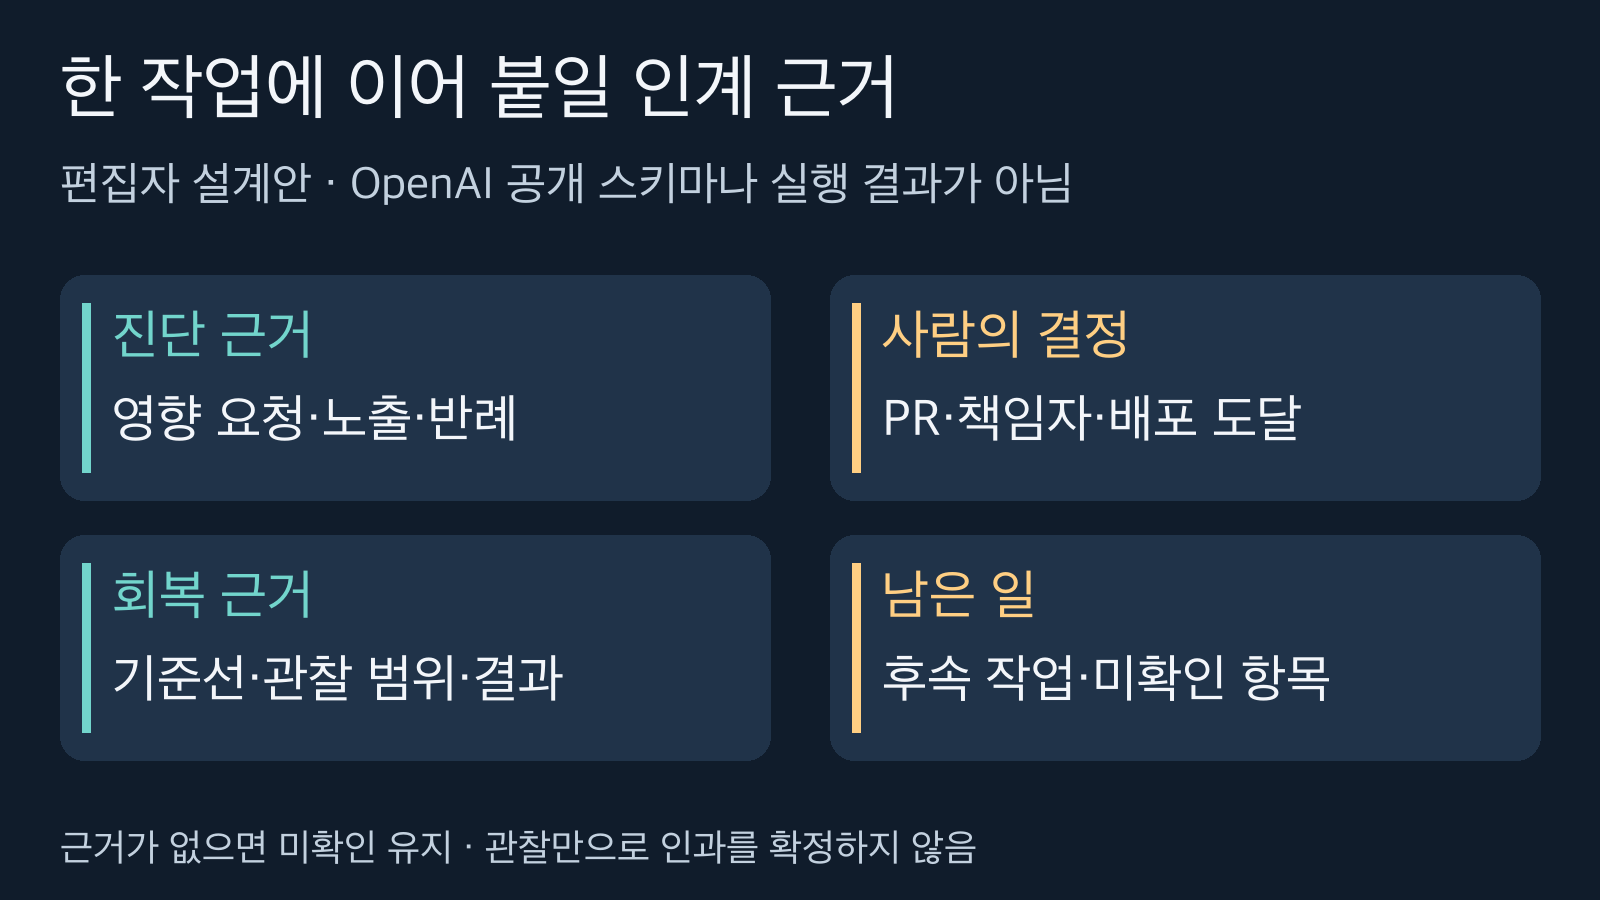 한 작업에 이어 붙일 인계 근거
편집자 설계안 · OpenAI 공개 스키마나 실행 결과가 아님
진단 근거
영향 요청·노출·반례
사람의 결정
PR·책임자·배포 도달
회복 근거
기준선·관찰 범위·결과
남은 일
후속 작업·미확인 항목
근거가 없으면 미확인 유지 · 관찰만으로 인과를 확정하지 않음